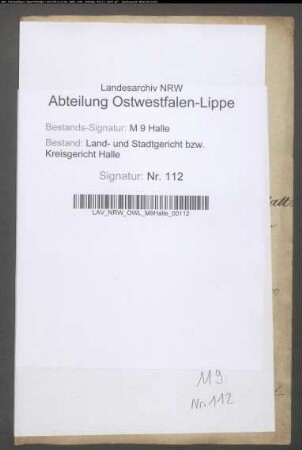 Landesarchiv NRW
Abteilung Ostwestfalen-Lippe
Bestands-Signatur: M 9 Halle
Bestand: Land- und Stadtgericht bzw.
Kreisgericht Halle
Signatur: Nr. 112
LAV_NRW_OWL_M9Halle_00112
M9
Nr. 112